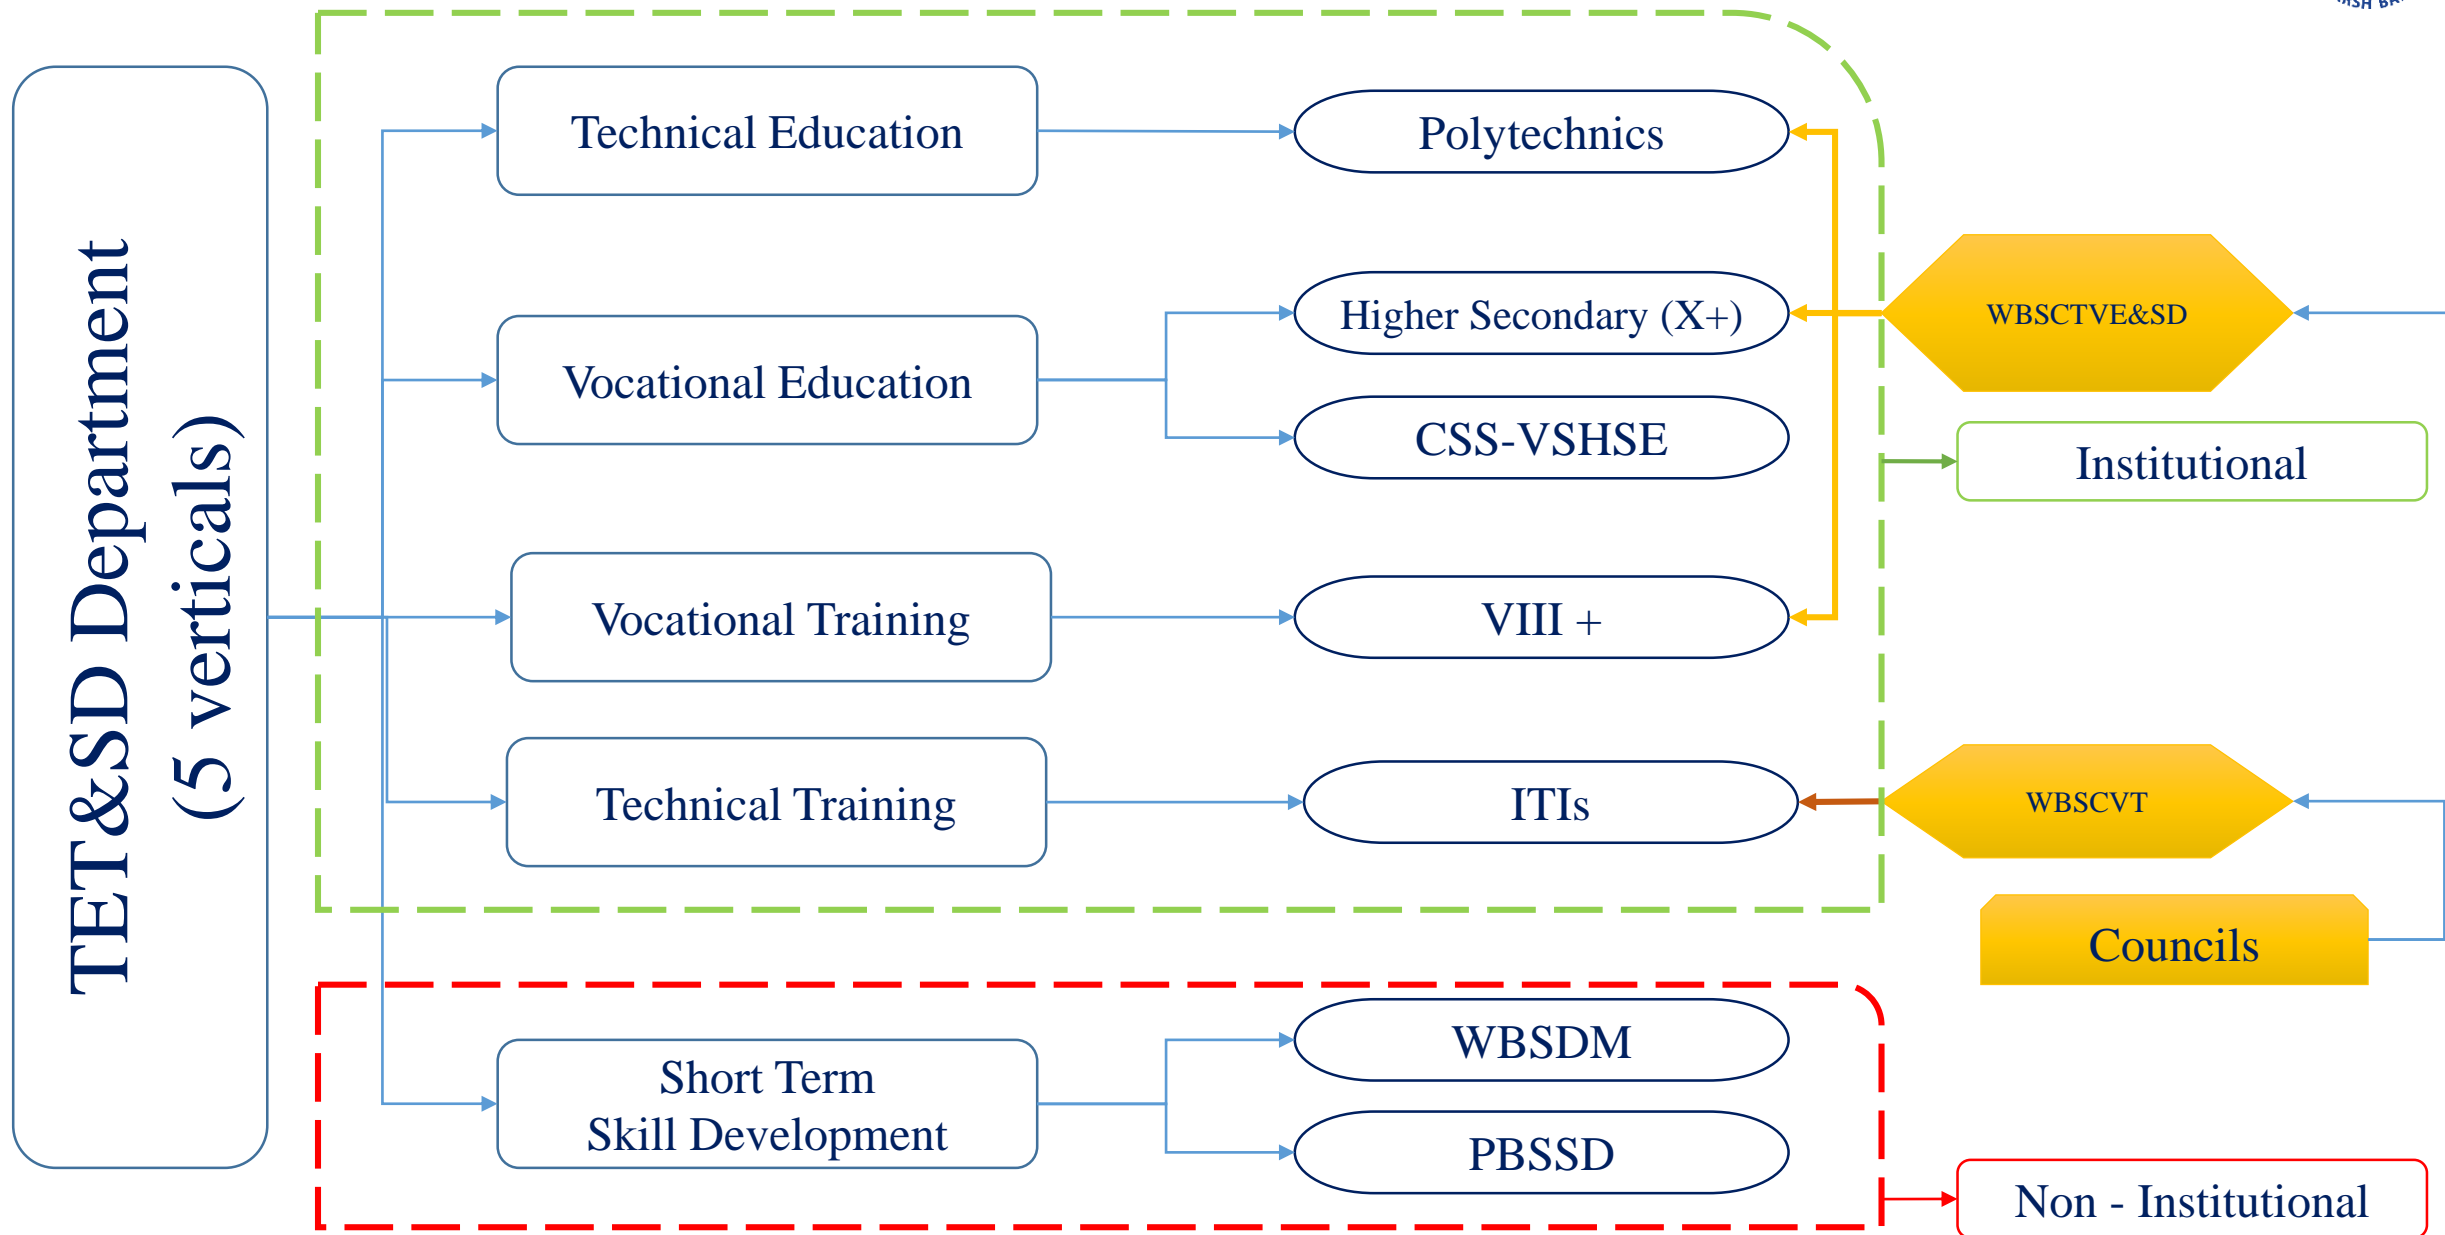 TET&SD Department
(5 verticals)
Technical Education
Polytechnics
Vocational Education
Higher Secondary (X+)
CSS-VSHSE
WBSCTVE&SD
Institutional
Vocational Training
VIII +
Technical Training
ITIs
WBSCVT
Councils
Short Term
Skill Development
WBSDM
PBSSD
Non - Institutional